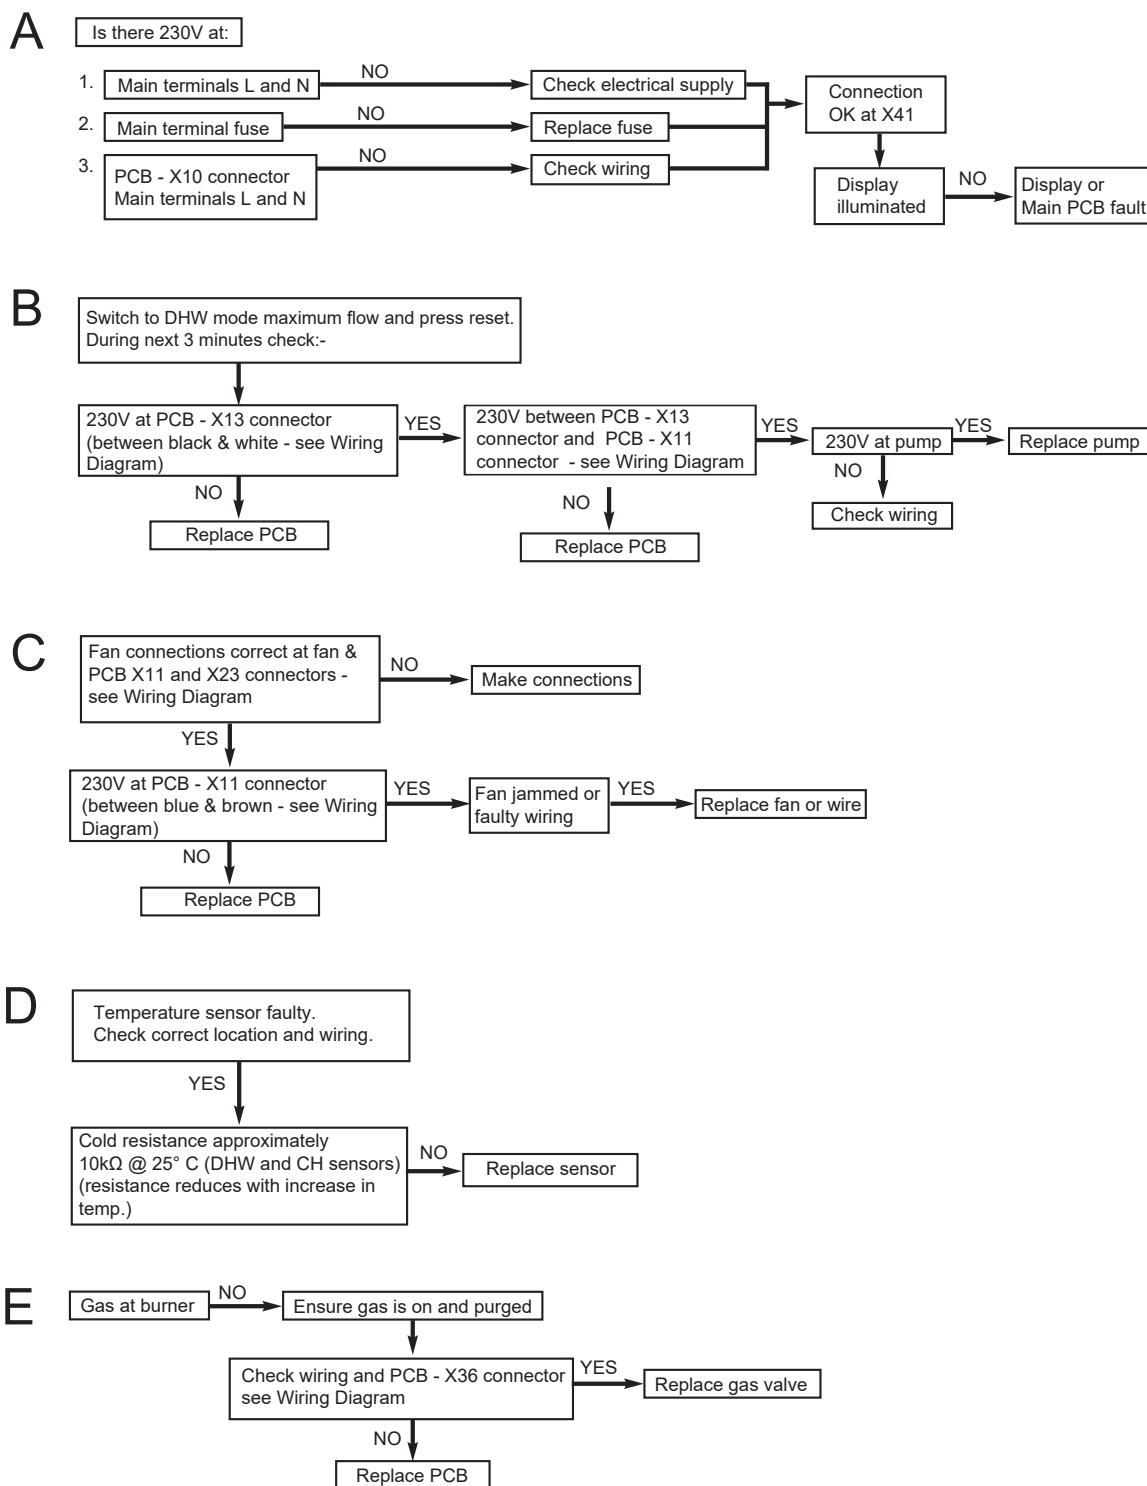 A
Is there 230V at:
1.
Main terminals L and N
NO
Check electrical supply
Connection
OK at X41
2.
Main terminal fuse
NO
Replace fuse
3.
PCB - X10 connector
Main terminals L and N
NO
Check wiring
Display
illuminated
NO
Display or
Main PCB fault
B
Switch to DHW mode maximum flow and press reset.
During next 3 minutes check:-
230V at PCB - X13 connector
(between black & white - see Wiring
Diagram)
YES
230V between PCB - X13
connector and PCB - X11
connector - see Wiring Diagram
YES
230V at pump
YES
Replace pump
NO
Replace PCB
NO
Replace PCB
NO
Check wiring
C
Fan connections correct at fan &
PCB X11 and X23 connectors -
see Wiring Diagram
NO
Make connections
YES
230V at PCB - X11 connector
(between blue & brown - see Wiring
Diagram)
YES
Fan jammed or
faulty wiring
YES
Replace fan or wire
NO
Replace PCB
D
Temperature sensor faulty.
Check correct location and wiring.
YES
Cold resistance approximately
10kΩ @ 25° C (DHW and CH sensors)
(resistance reduces with increase in
temp.)
NO
Replace sensor
E
Gas at burner
NO
Ensure gas is on and purged
Check wiring and PCB - X36 connector
see Wiring Diagram
YES
Replace gas valve
NO
Replace PCB